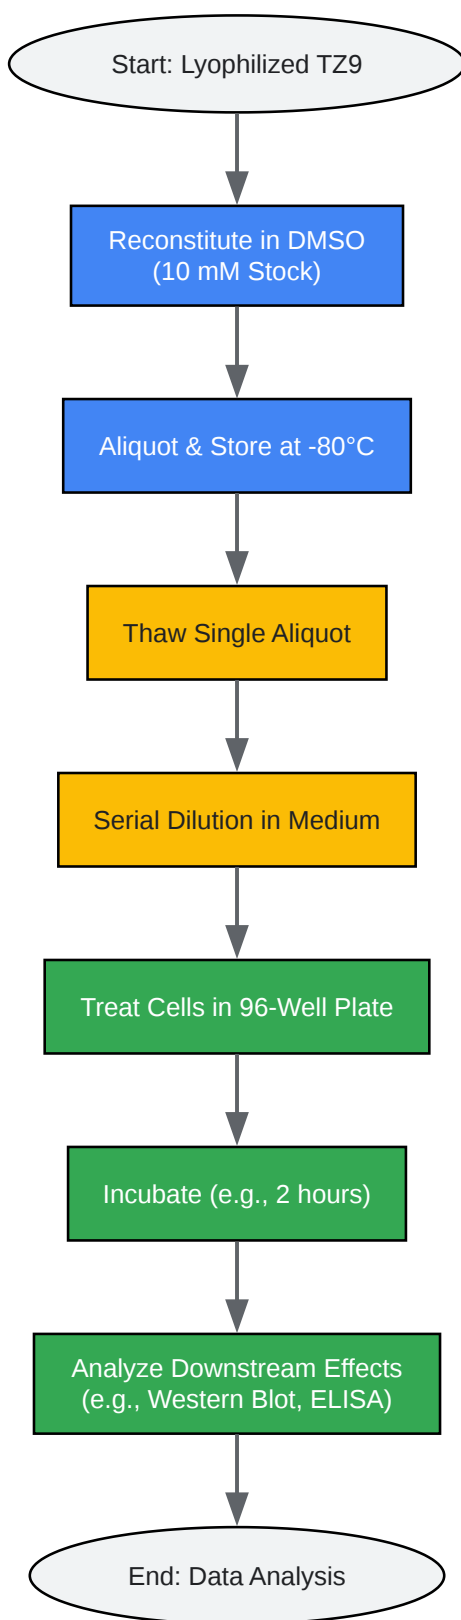 Start: Lyophilized TZ9
Reconstitute in DMSO
(10 mM Stock)
Aliquot & Store at -80°C
Thaw Single Aliquot
Serial Dilution in Medium
Treat Cells in 96-Well Plate
Incubate (e.g., 2 hours)
Analyze Downstream Effects
(e.g., Western Blot, ELISA)
End: Data Analysis